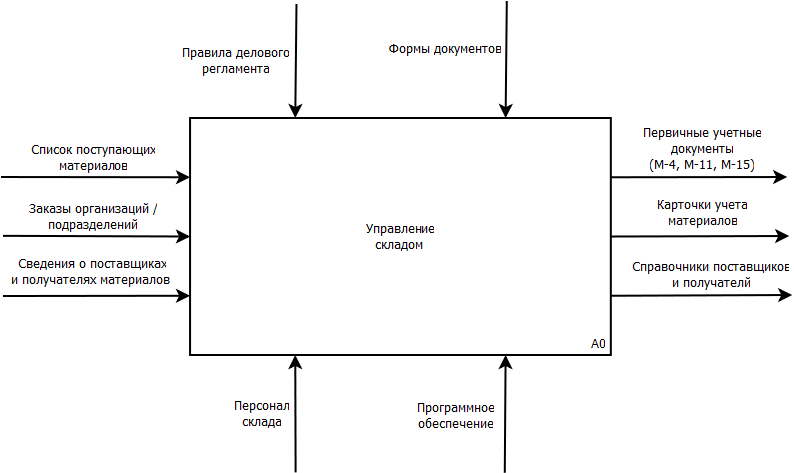 Правила делового
регламента
Формы документов
Список поступающих
материалов
Заказы организаций /
подразделений
Сведения о поставщиках
и получателях материалов
Управление
складом
A0
Первичные учетные
документы
(М-4, М-11, М-15)
Карточки учета
материалов
Справочники поставщиков
и получателй
Персонал
склада
Программное
обеспечение